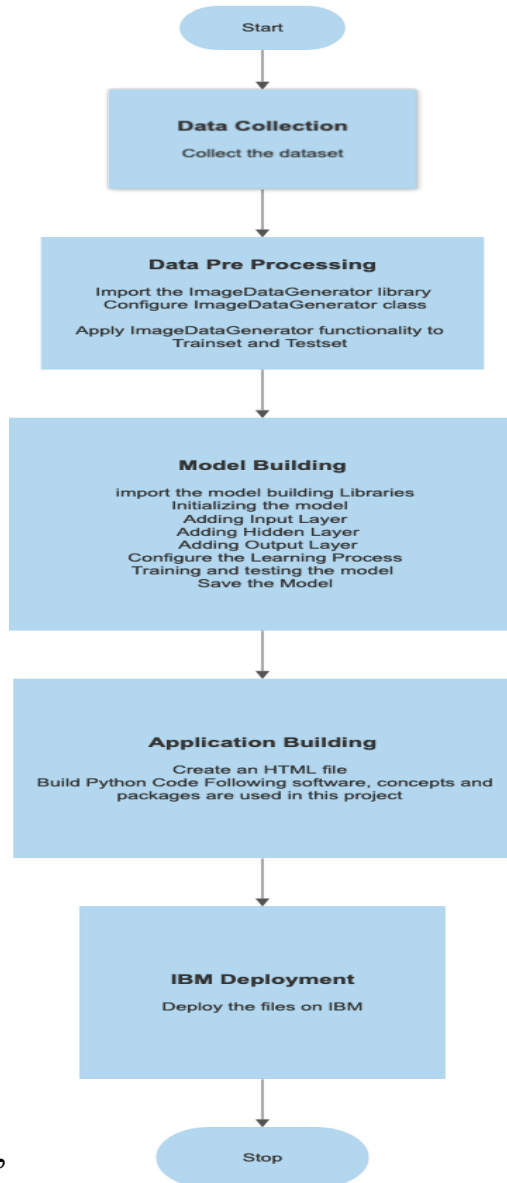 Start
Data Collection
Collect the dataset
Data Pre Processing
Import the ImageDataGenerator library
Configure ImageDataGenerator class
Apply ImageDataGenerator functionality to
Trainset and Testset
Model Building
import the model building Libraries
Initializing the model
Adding Input Layer
Adding Hidden Layer
Adding Output Layer
Configure the Learning Process
Training and testing the model
Save the Model
Application Building
Create an HTML file
Build Python Code Following software, concepts and
packages are used in this project
IBM Deployment
Deploy the files on IBM
Stop